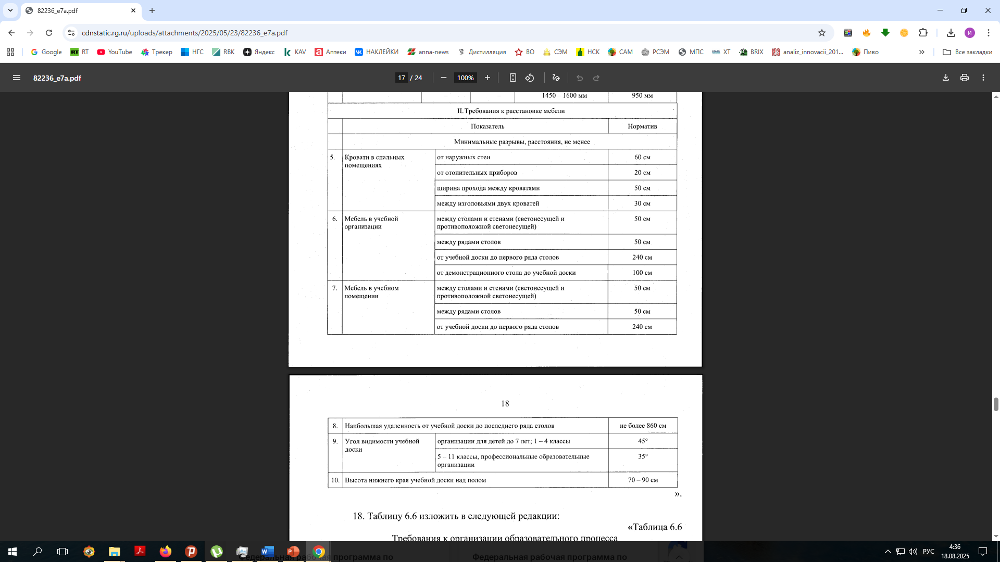 82236_e7a.pdf
cdnstatic.rg.ru/uploads/attachments/2025/05/23/82236_e7a.pdf
И
Google RT YouTube Трекер НГС RBK Яндекс KAV Аптеки НАКЛЕЙКИ anna-news Дистилляция ВО СЭМ НСК САМ РСЭМ МПС ХТ BRIX analiz_innovacii_201... Пиво » Все закладки
82236_e7a.pdf 17 / 24 100%
– – 1450 – 1600 мм 950 мм
II. Требования к расстановке мебели
Показатель Норматив
Минимальные разрывы, расстояния, не менее
5. Кровати в спальных помещениях от наружных стен 60 см
от отопительных приборов 20 см
ширина прохода между кроватями 50 см
между изголовьями двух кроватей 30 см
6. Мебель в учебной организации между столами и стенами (светонесущей и противоположной светонесущей) 50 см
между рядами столов 50 см
от учебной доски до первого ряда столов 240 см
от демонстрационного стола до учебной доски 100 см
7. Мебель в учебном помещении между столами и стенами (светонесущей и противоположной светонесущей) 50 см
между рядами столов 50 см
от учебной доски до первого ряда столов 240 см
18
8. Наибольшая удаленность от учебной доски до последнего ряда столов не более 860 см
9. Угол видимости учебной доски организации для детей до 7 лет; 1 – 4 классы 45°
5 – 11 классы, профессиональные образовательные организации 35°
10. Высота нижнего края учебной доски над полом 70 – 90 см
».
18. Таблицу 6.6 изложить в следующей редакции:
«Таблица 6.6
Требования к организации образовательного процесса
Федеральная рабочая программа по Федеральная рабочая программа по
РУС
4:36
18.08.2025